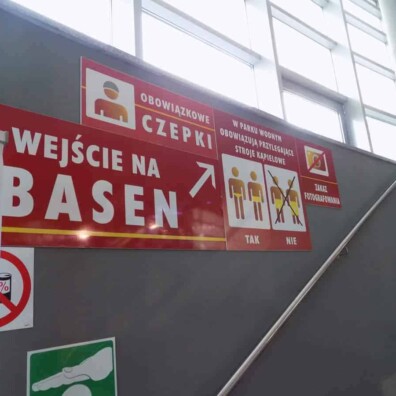 OBOWIĄZKOWE
CZEPKI
W PARKU WODNYM
OBOWIĄZUJĄ PRZYLEGAJĄCE
STROJE KĄPIELOWE
TAK
NIE
ZAKAZ
FOTOGRAFOWANIA
WEJŚCIE NA
BASEN
%